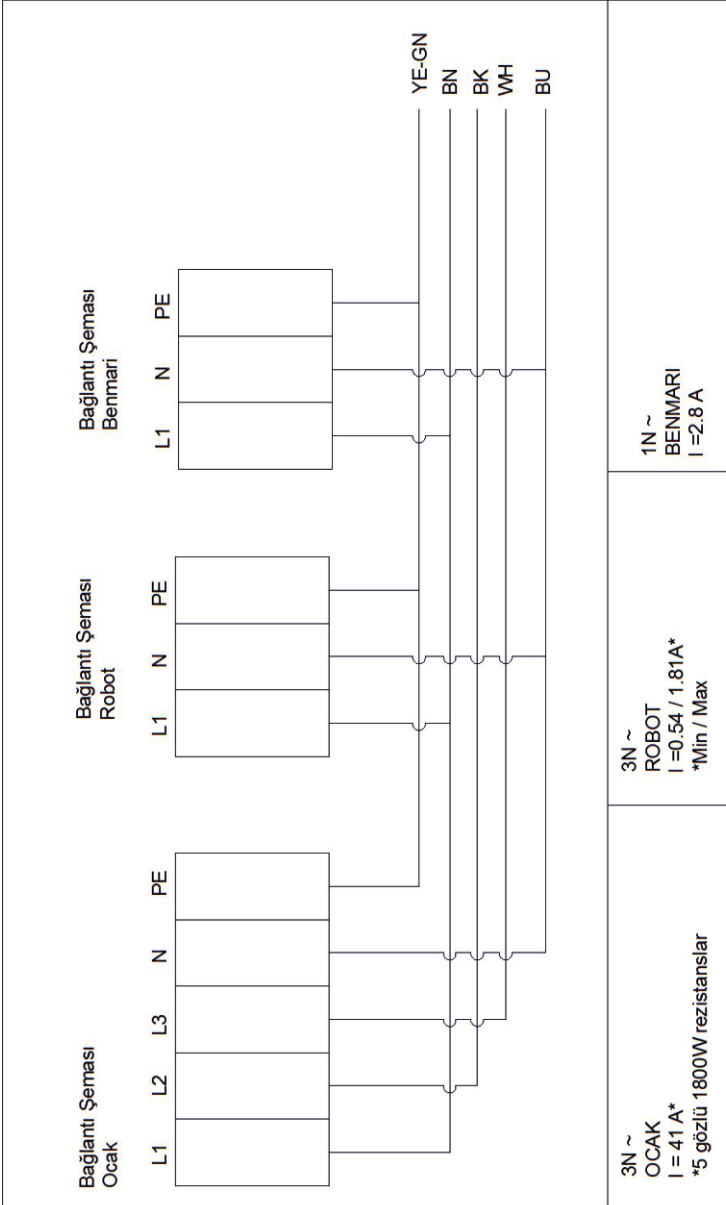 Bağlantı Şeması
Ocak
L1 L2 L3 N PE
Bağlantı Şeması
Robot
L1 N PE
Bağlantı Şeması
Benmari
L1 N PE
YE-GN
BN
BK
WH
BU
3N ~
OCAK
I = 41 A*
*5 gözlü 1800W rezistanslar
3N ~
ROBOT
I =0.54 / 1.81A*
*Min / Max
1N ~
BENMARI
I =2.8 A